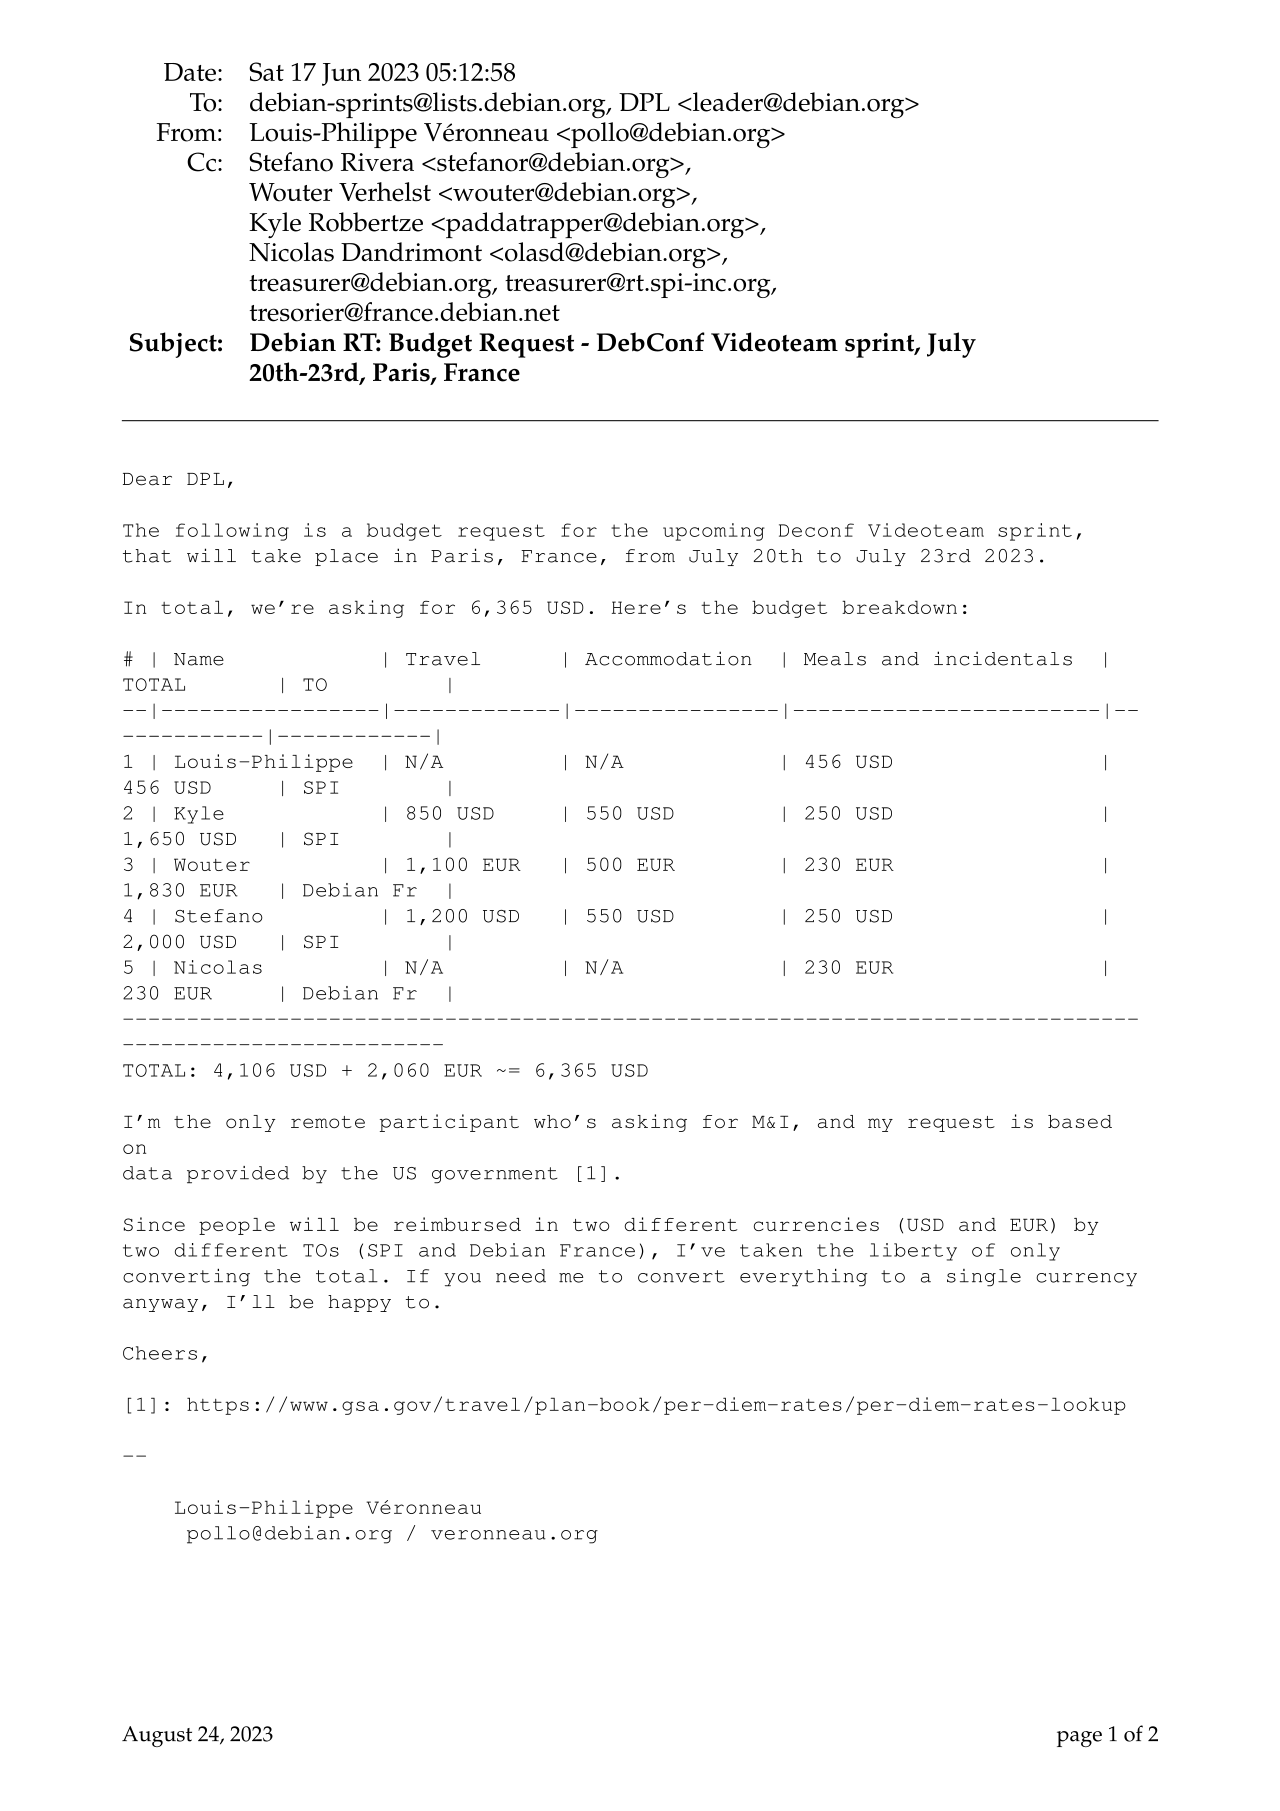 Date: Sat 17 Jun 2023 05:12:58
To: debian-sprints@lists.debian.org, DPL <leader@debian.org>
From: Louis-Philippe Véronneau <pollo@debian.org>
Cc: Stefano Rivera <stefanor@debian.org>,
Wouter Verhelst <wouter@debian.org>,
Kyle Robbertze <paddatrapper@debian.org>,
Nicolas Dandrimont <olasd@debian.org>,
treasurer@debian.org, treasurer@rt.spi-inc.org,
tresorier@france.debian.net
Subject: Debian RT: Budget Request - DebConf Videoteam sprint, July
20th-23rd, Paris, France
Dear DPL,
The following is a budget request for the upcoming Deconf Videoteam sprint,
that will take place in Paris, France, from July 20th to July 23rd 2023.
In total, we’re asking for 6,365 USD. Here’s the budget breakdown:
# | Name            | Travel      | Accommodation  | Meals and incidentals  |
TOTAL       | TO         |
--|-----------------|-------------|----------------|------------------------|--
-----------|------------|
1 | Louis-Philippe  | N/A         | N/A            | 456 USD                |
456 USD     | SPI        |
2 | Kyle            | 850 USD     | 550 USD        | 250 USD                |
1,650 USD   | SPI        |
3 | Wouter          | 1,100 EUR   | 500 EUR        | 230 EUR                |
1,830 EUR   | Debian Fr  |
4 | Stefano         | 1,200 USD   | 550 USD        | 250 USD                |
2,000 USD   | SPI        |
5 | Nicolas         | N/A         | N/A            | 230 EUR                |
230 EUR     | Debian Fr  |
-------------------------------------------------------------------------------
-------------------------
TOTAL: 4,106 USD + 2,060 EUR ~= 6,365 USD
I’m the only remote participant who’s asking for M&I, and my request is based
on
data provided by the US government [1].
Since people will be reimbursed in two different currencies (USD and EUR) by
two different TOs (SPI and Debian France), I’ve taken the liberty of only
converting the total. If you need me to convert everything to a single currency
anyway, I’ll be happy to.
Cheers,
[1]: https://www.gsa.gov/travel/plan-book/per-diem-rates/per-diem-rates-lookup
--
Louis-Philippe Véronneau
pollo@debian.org / veronneau.org
August 24, 2023
page 1 of 2